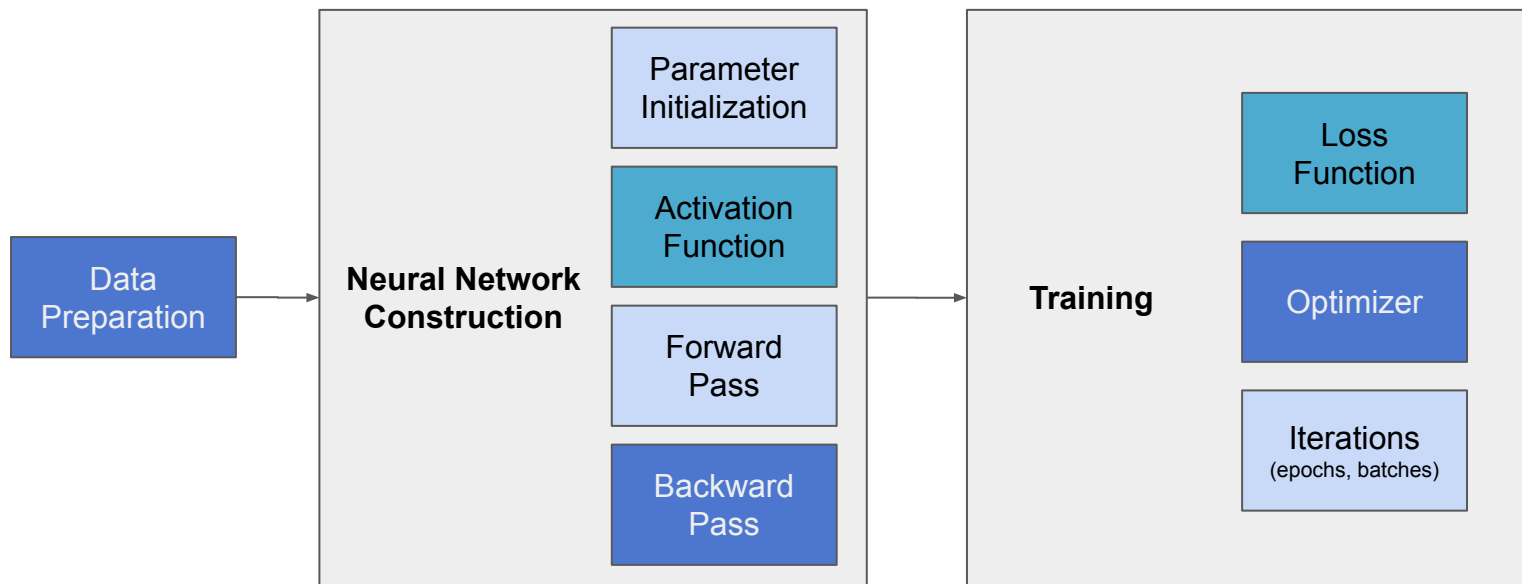 Data
Preparation
Neural Network
Construction
Parameter
Initialization
Activation
Function
Forward
Pass
Backward
Pass
Training
Loss
Function
Optimizer
Iterations
(epochs, batches)